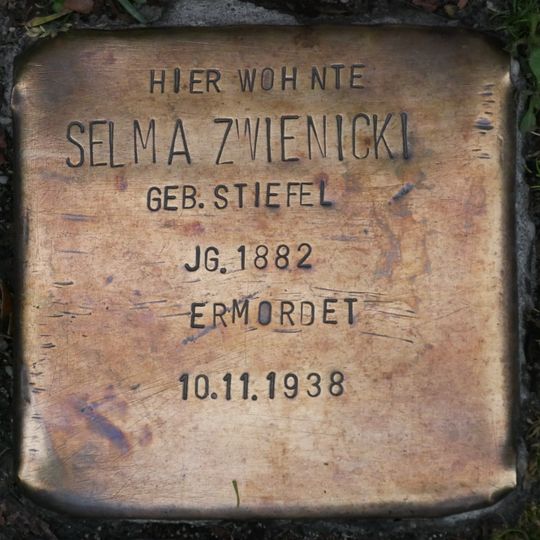 HIER WOHNTE
SELMA ZWIENICKI
GEB. STIEFEL
JG. 1882
ERMORDET
10.11.1938